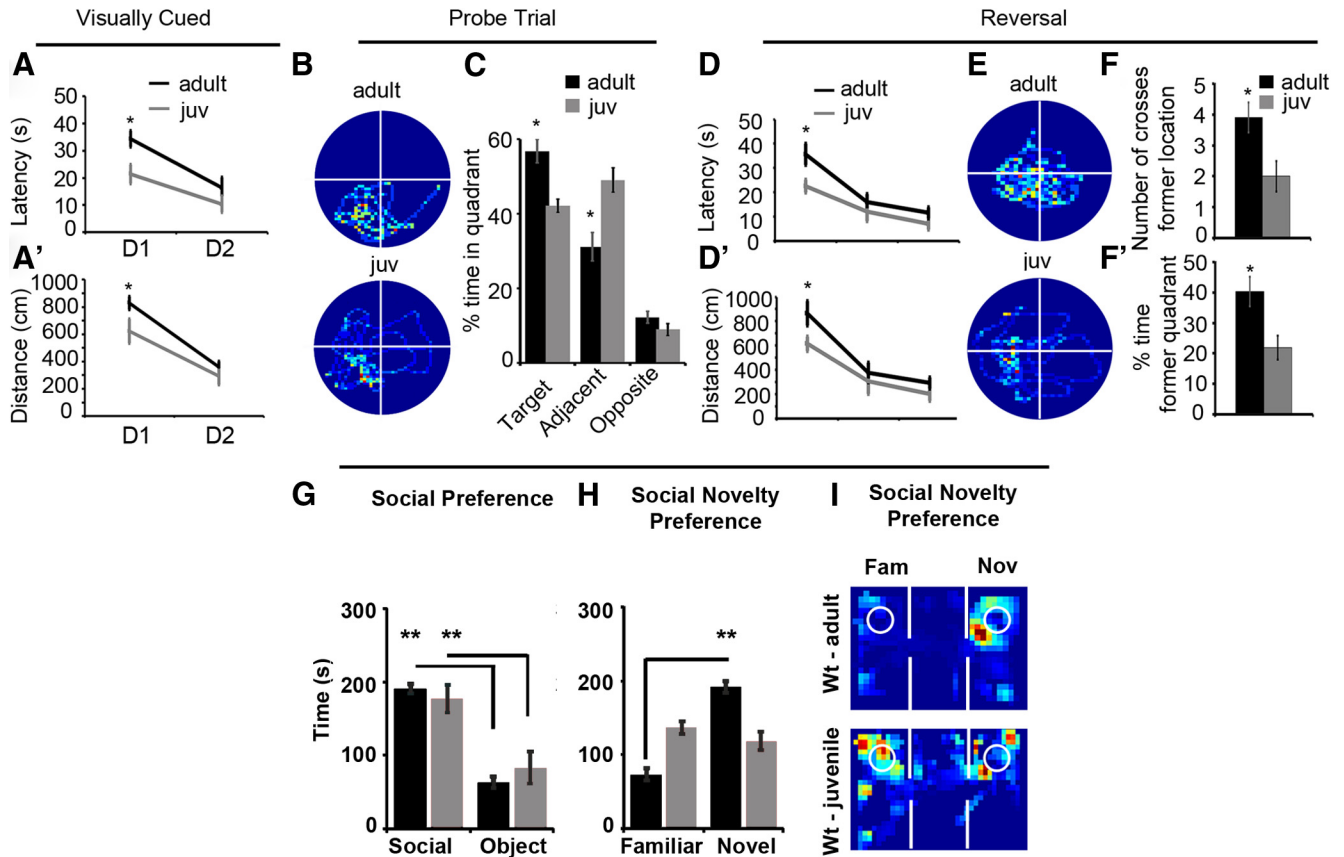 Visually Cued
Probe Trial
Reversal
A
adult
juv
50
40
30
20
10
0
Latency (s)
*
D1 D2
A'
1000
800
600
400
200
0
Distance (cm)
*
D1 D2
B
adult
juv
C
adult
juv
60
40
20
0
% time in quadrant
*
*
Target
Adjacent
Opposite
D
adult
juv
50
40
30
20
10
0
Latency (s)
*
D'
1000
800
600
400
200
0
Distance (cm)
*
E
adult
juv
F
adult
juv
5
4
3
2
1
0
Number of crosses
former location
*
F'
50
40
30
20
10
0
% time
former quadrant
*
G
Social Preference
300
200
100
0
Time (s)
** **
Social Object
H
Social Novelty
Preference
300
200
100
0
**
Familiar Novel
I
Social Novelty
Preference
Fam Nov
Wt - adult
Wt - juvenile